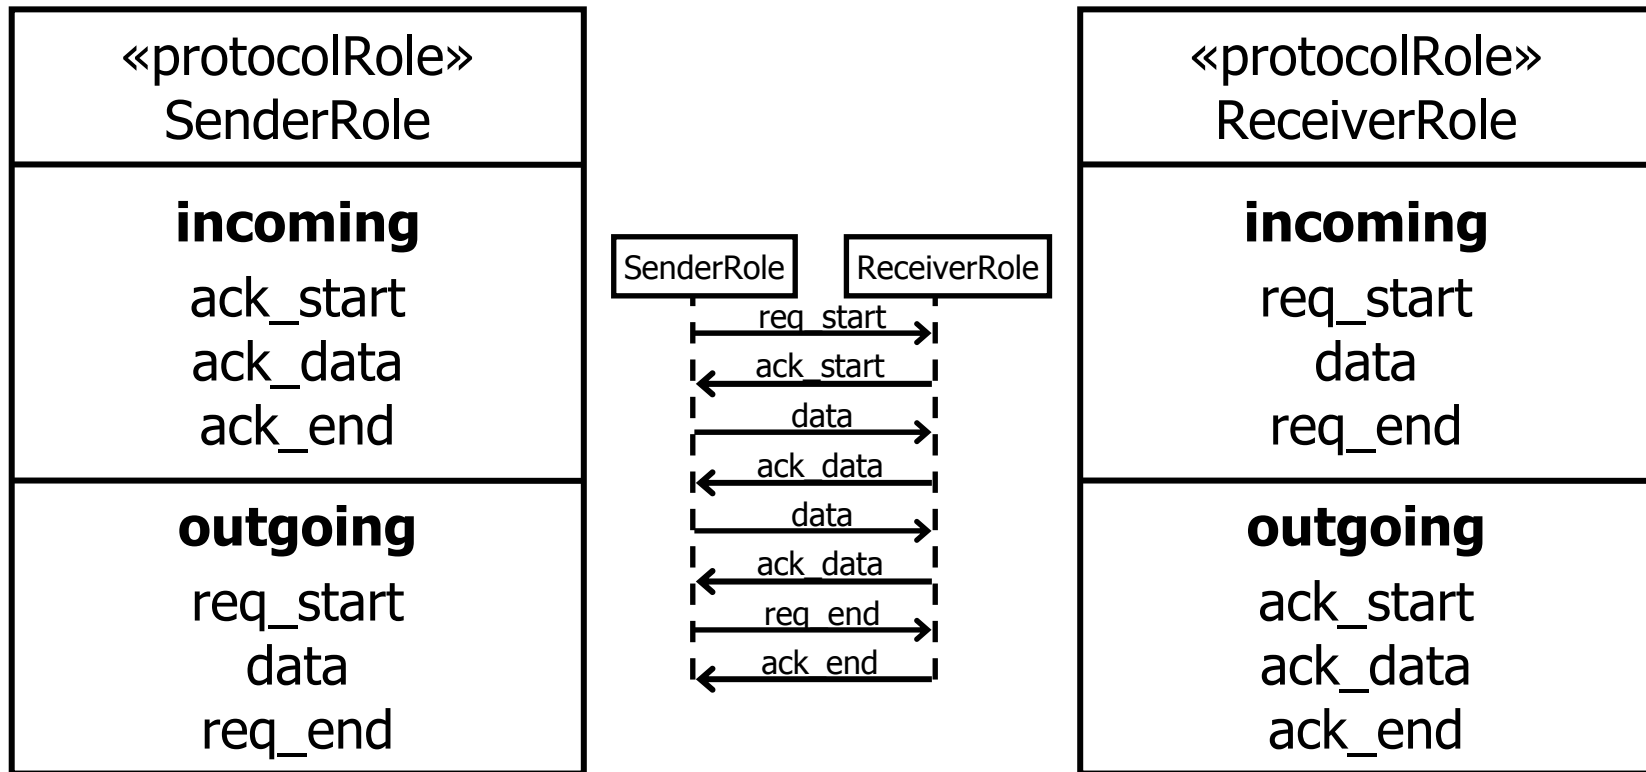 «protocolRole»
SenderRole
incoming
ack_start
ack_data
ack_end
outgoing
req_start
data
req_end
SenderRole
ReceiverRole
req_start
ack_start
data
ack_data
data
ack_data
req_end
ack_end
«protocolRole»
ReceiverRole
incoming
req_start
data
req_end
outgoing
ack_start
ack_data
ack_end